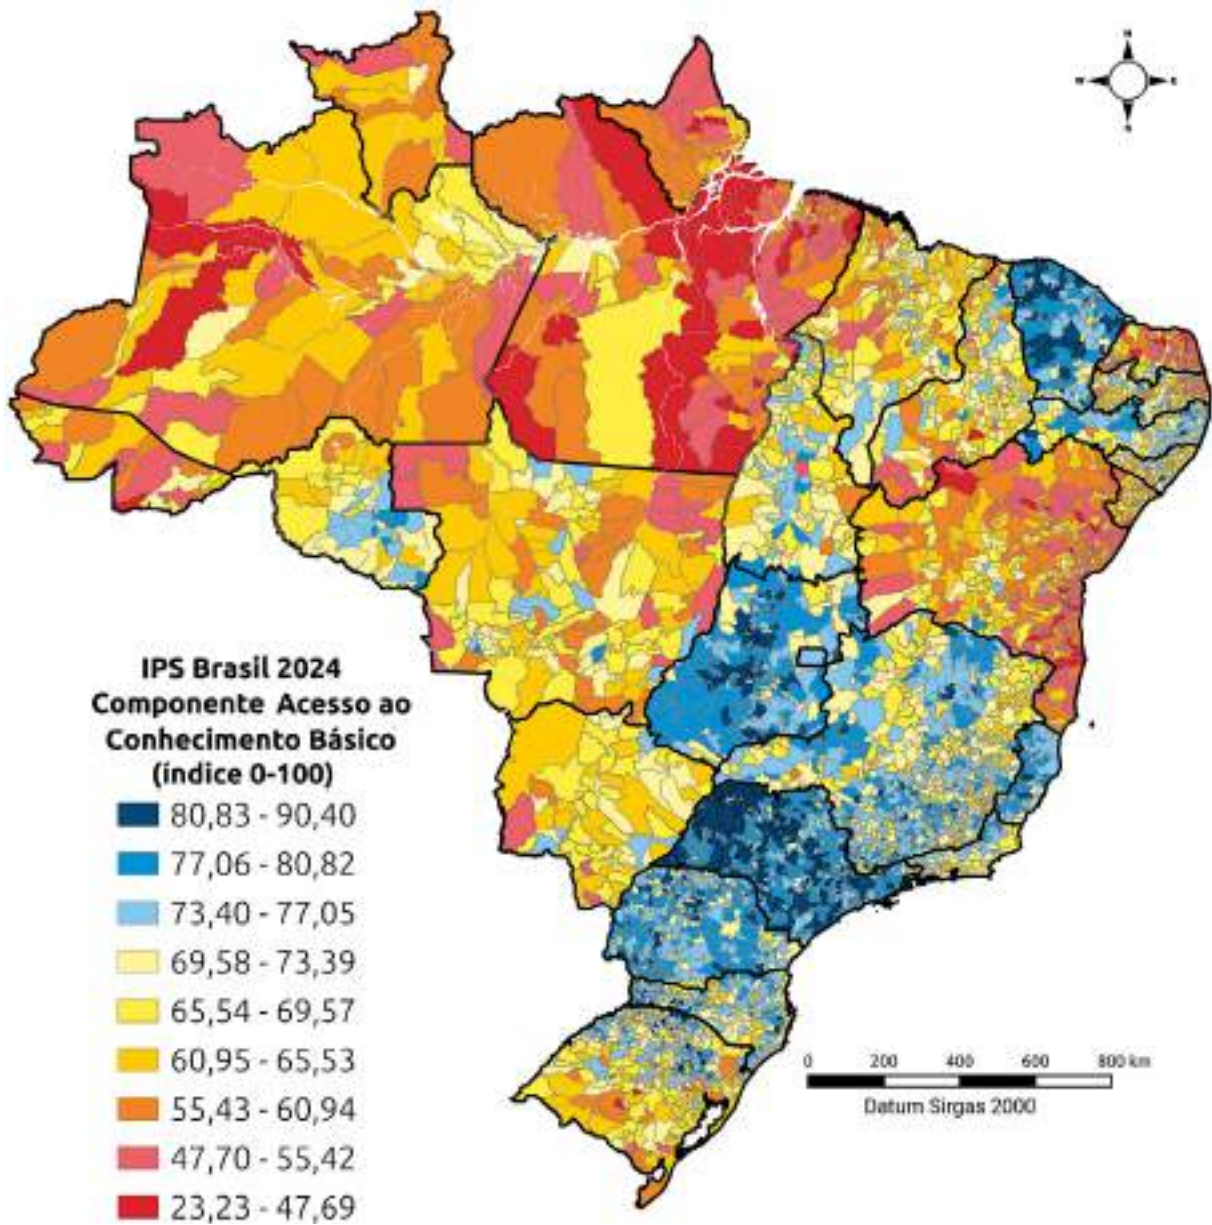 N
W
E
S
IPS Brasil 2024
Componente Acesso ao
Conhecimento Básico
(índice 0-100)
80,83 - 90,40
77,06 - 80,82
73,40 - 77,05
69,58 - 73,39
65,54 - 69,57
60,95 - 65,53
55,43 - 60,94
47,70 - 55,42
23,23 - 47,69
0 200 400 600 800 km
Datum Sirgas 2000